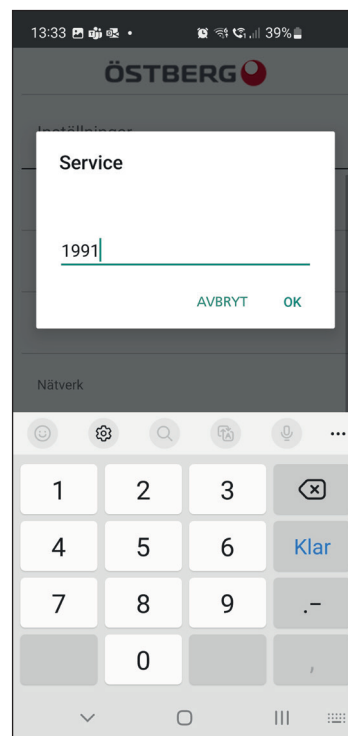 13:33 39%
ÖSTBERG
Inställningar
Service
1991
AVBRYT OK
Nätverk
1 2 3
4 5 6 Klar
7 8 9 .-
0 ,